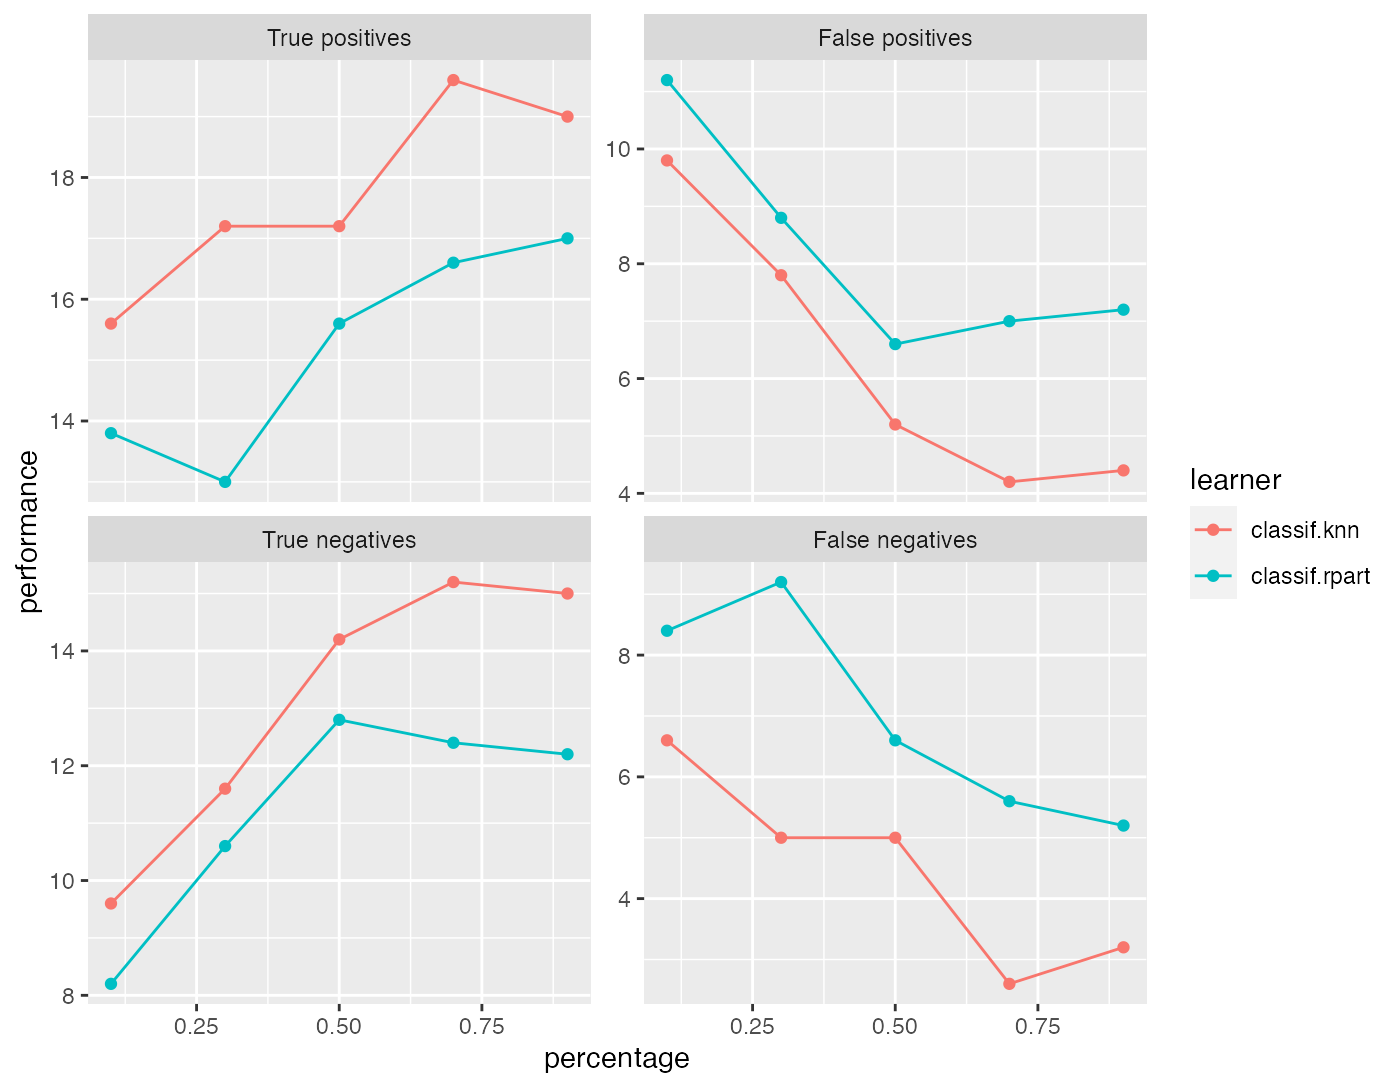 True positives
False positives
18
16
14
10
8
6
4
True negatives
False negatives
14
12
10
8
8
6
4
0.25 0.50 0.75
0.25 0.50 0.75
percentage
performance
learner
classif.knn
classif.rpart